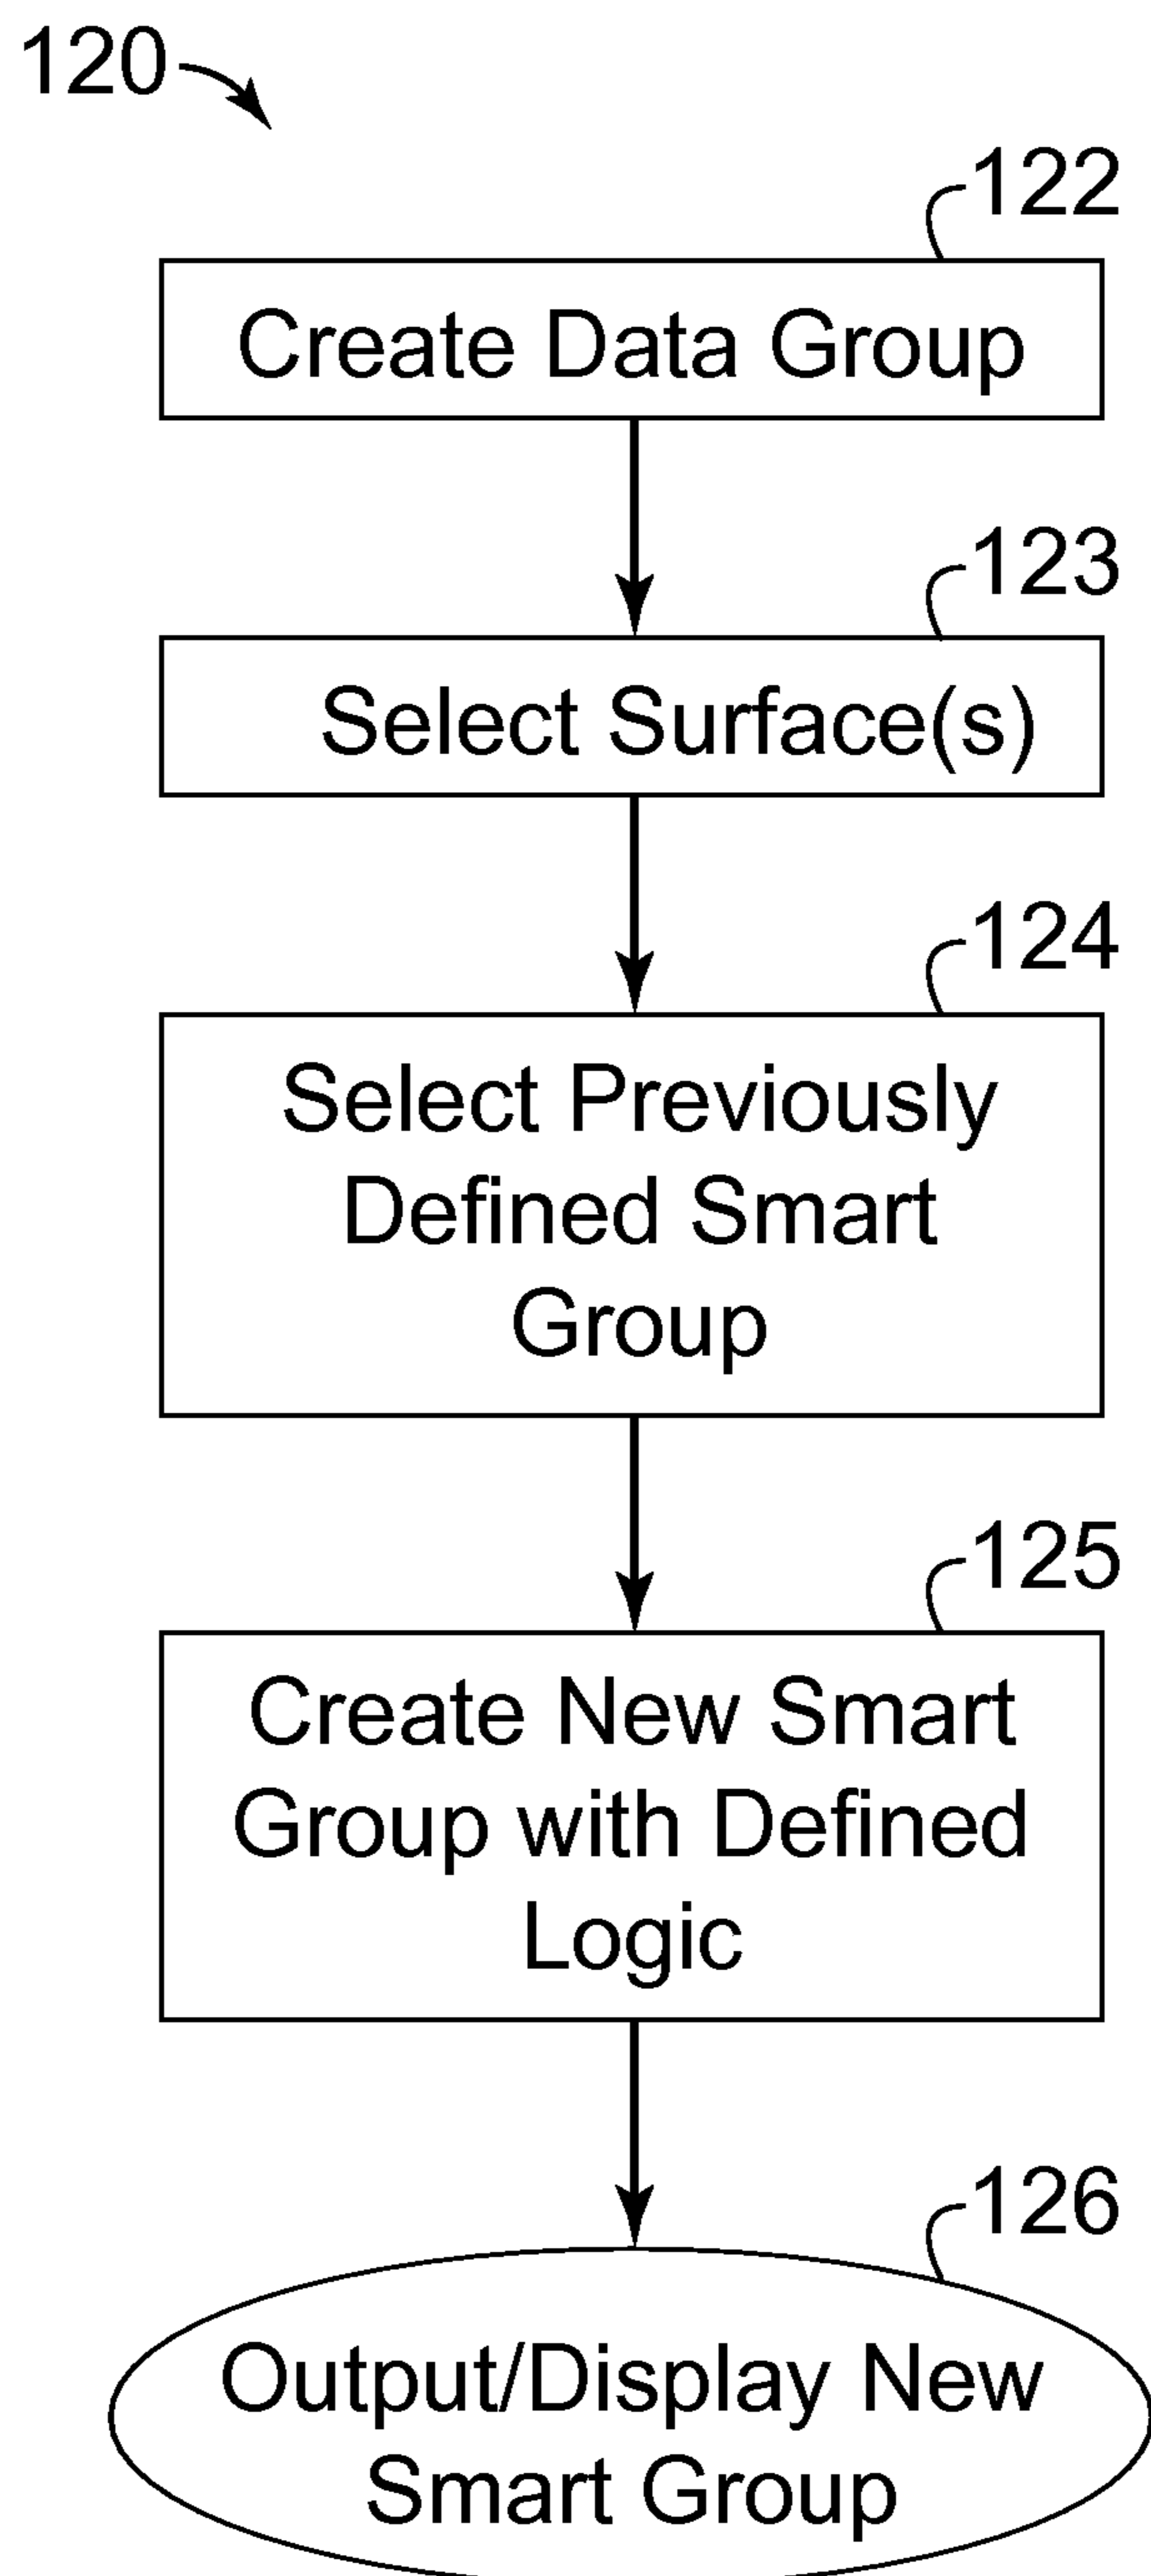 120
122
Create Data Group
123
Select Surface(s)
124
Select Previously
Defined Smart
Group
125
Create New Smart
Group with Defined
Logic
126
Output/Display New
Smart Group